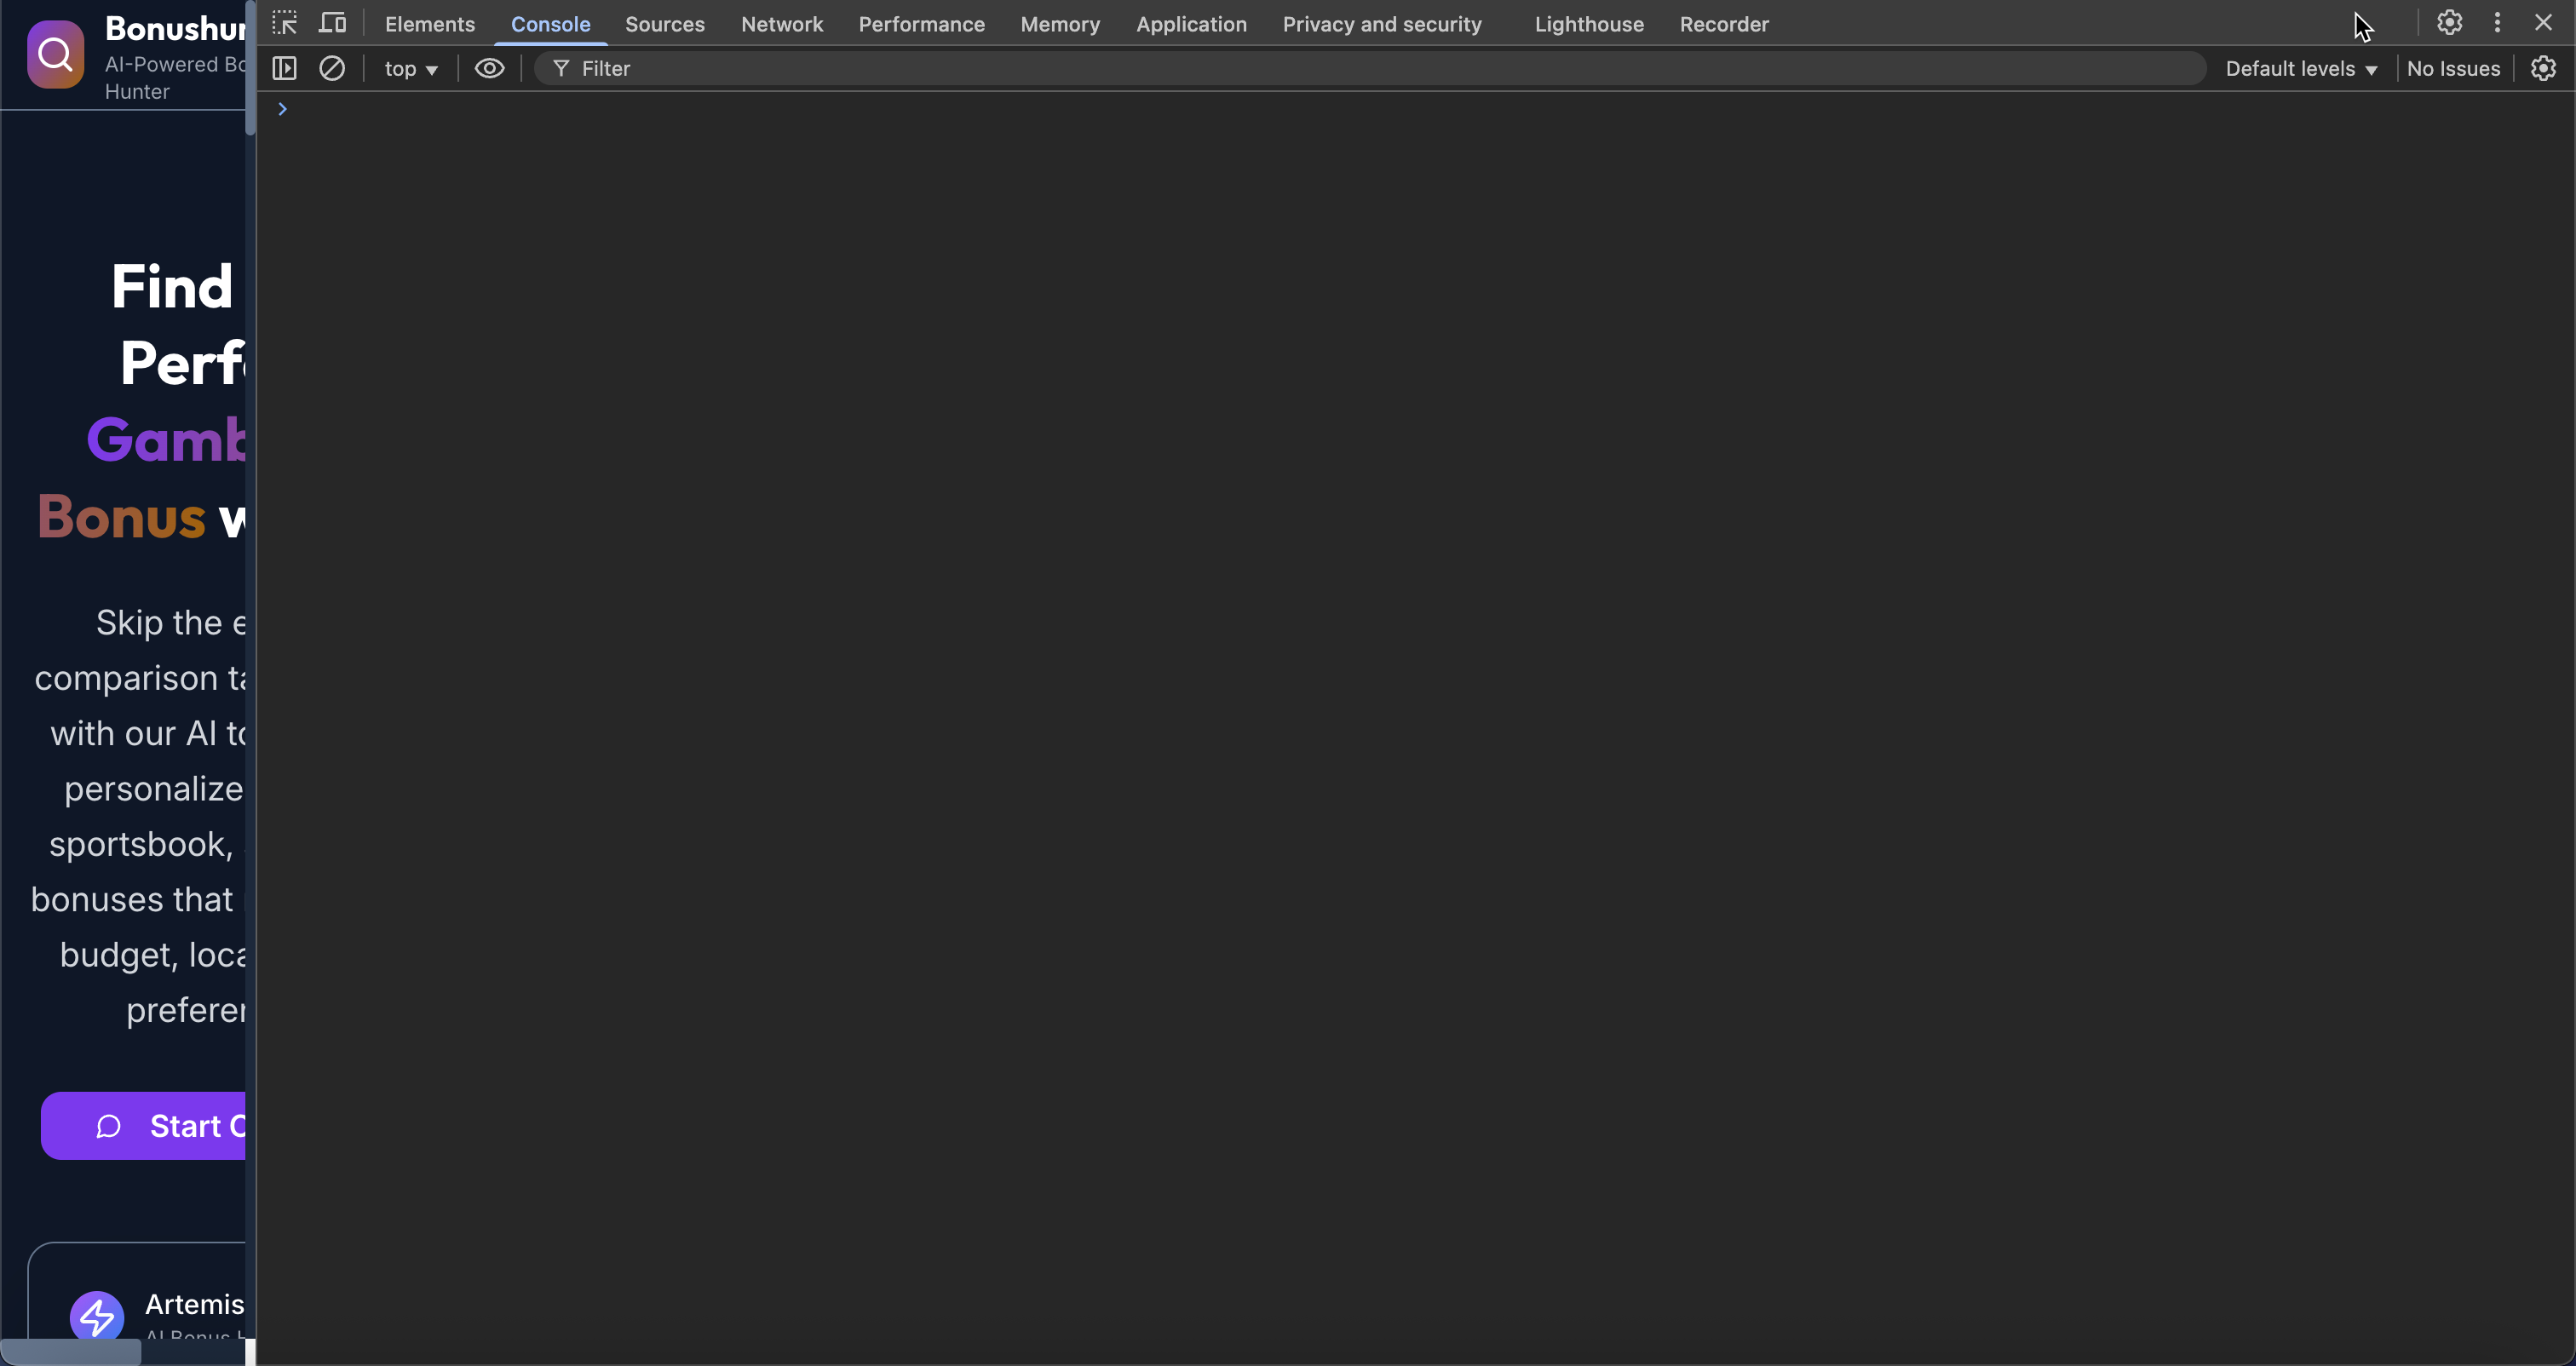 Bonushu
AI-Powered Bo
Hunter
Find
Perf
Gamb
Bonus w
Skip the e
comparison ta
with our AI to
personalize
sportsbook,
bonuses that
budget, loca
preferer
Start C
Artemis
AI Bonus H
Elements Console Sources Network Performance Memory Application Privacy and security Lighthouse Recorder
top Filter Default levels No Issues